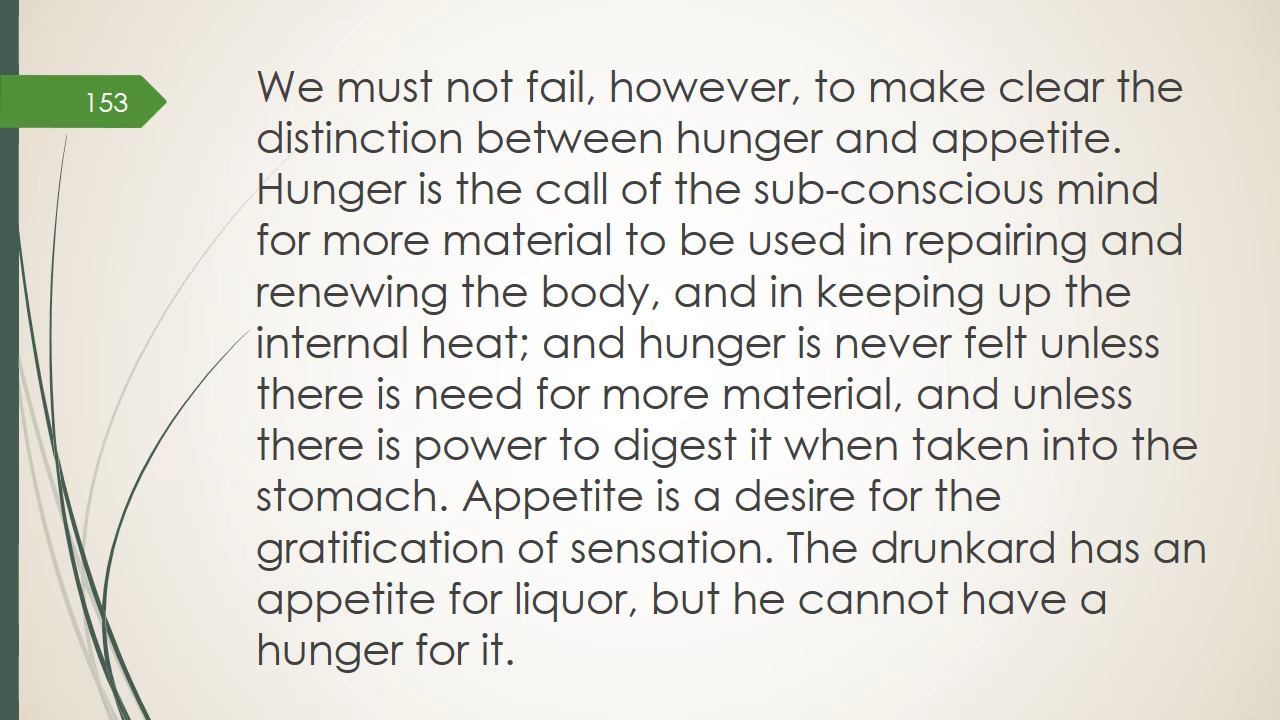 153
We must not fail, however, to make clear the
distinction between hunger and appetite.
Hunger is the call of the sub-conscious mind
for more material to be used in repairing and
renewing the body, and in keeping up the
internal heat; and hunger is never felt unless
there is need for more material, and unless
there is power to digest it when taken into the
stomach. Appetite is a desire for the
gratification of sensation. The drunkard has an
appetite for liquor, but he cannot have a
hunger for it.